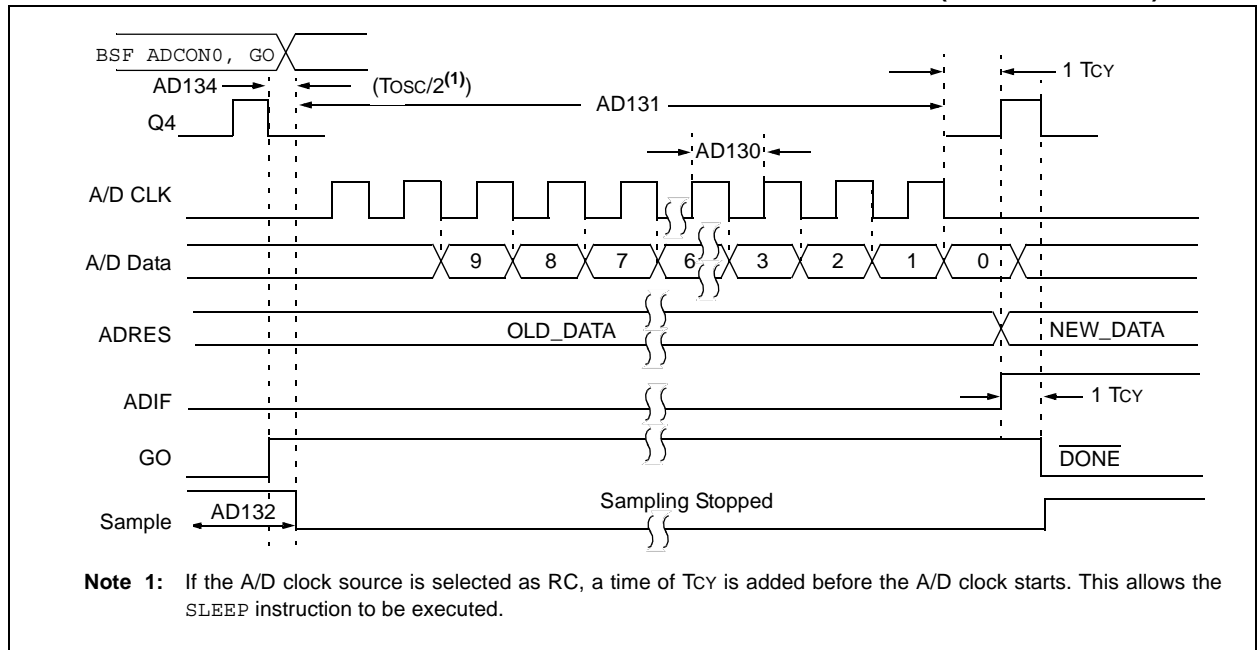 BSF ADCON0, GO
AD134
(TOSC/2(1))
1 TCY
AD131
Q4
AD130
A/D CLK
A/D Data
9 8 7 6 3 2 1 0
ADRES
OLD_DATA
NEW_DATA
ADIF
1 TCY
GO
DONE
Sampling Stopped
Sample
AD132
Note 1: If the A/D clock source is selected as RC, a time of TCY is added before the A/D clock starts. This allows the
SLEEP instruction to be executed.